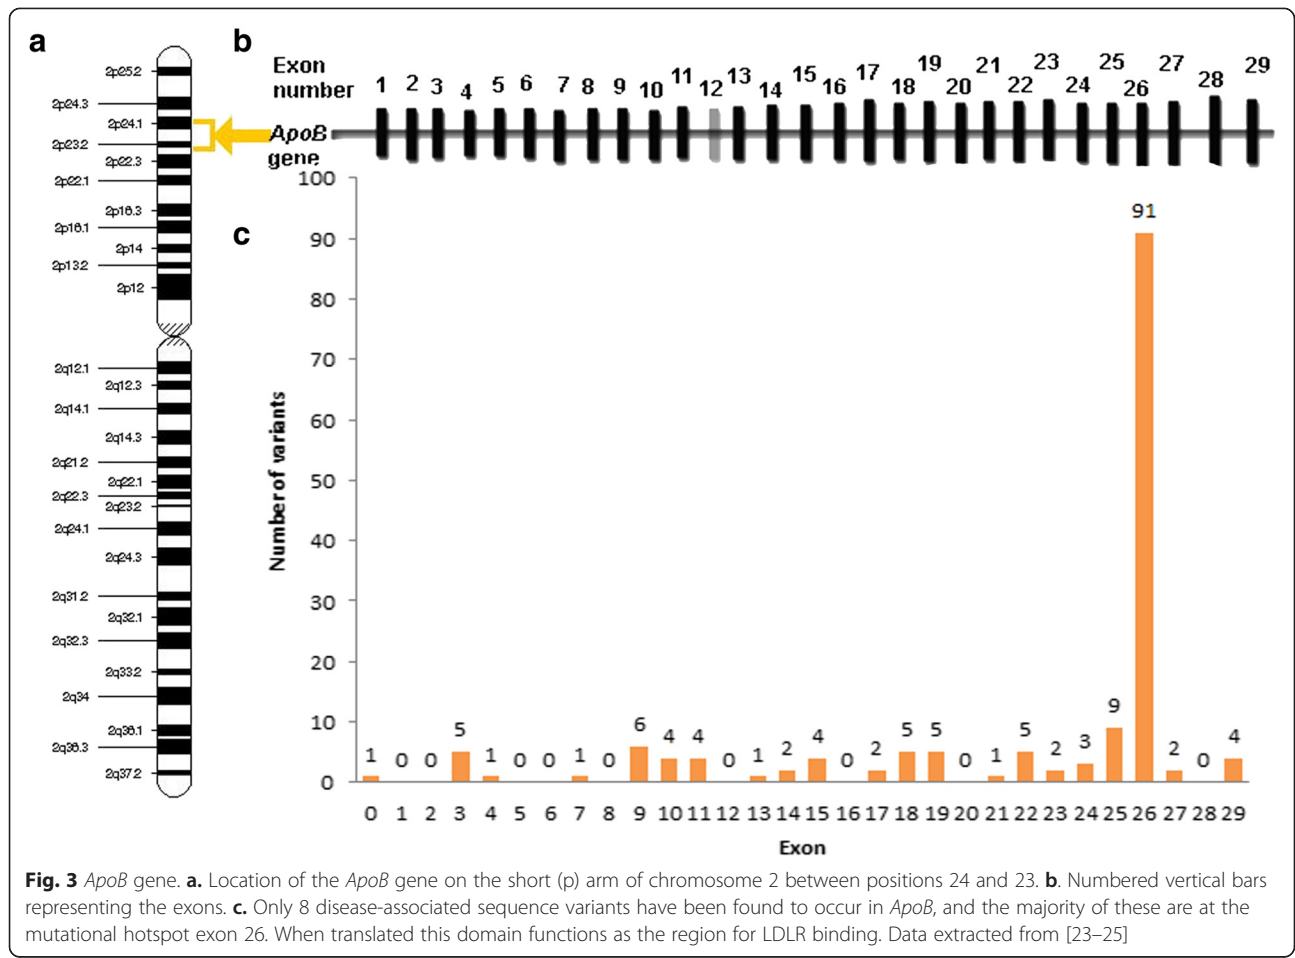 a
2p25.2
2p24.3
2p24.1
2p23.2
2p22.3
2p22.1
2p16.3
2p16.1
2p14
2p13.2
2p12
2q12.1
2q12.3
2q14.1
2q14.3
2q21.2
2q22.1
2q22.3
2q23.2
2q24.1
2q24.3
2q31.2
2q32.1
2q32.3
2q33.2
2q34
2q36.1
2q36.3
2q37.2
b
Exon number
1 2 3 4 5 6 7 8 9 10 11 12 13 14 15 16 17 18 19 20 21 22 23 24 25 26 27 28 29
ApoB
gene
c
Number of variants
100
90
80
70
60
50
40
30
20
10
0
1 0 0 5 1 0 0 1 0 6 4 4 0 1 2 4 0 2 5 5 0 1 5 2 3 9 91 2 0 4
0 1 2 3 4 5 6 7 8 9 10 11 12 13 14 15 16 17 18 19 20 21 22 23 24 25 26 27 28 29
Exon
Fig. 3 ApoB gene. a. Location of the ApoB gene on the short (p) arm of chromosome 2 between positions 24 and 23. b. Numbered vertical bars
representing the exons. c. Only 8 disease-associated sequence variants have been found to occur in ApoB, and the majority of these are at the
mutational hotspot exon 26. When translated this domain functions as the region for LDLR binding. Data extracted from [23–25]